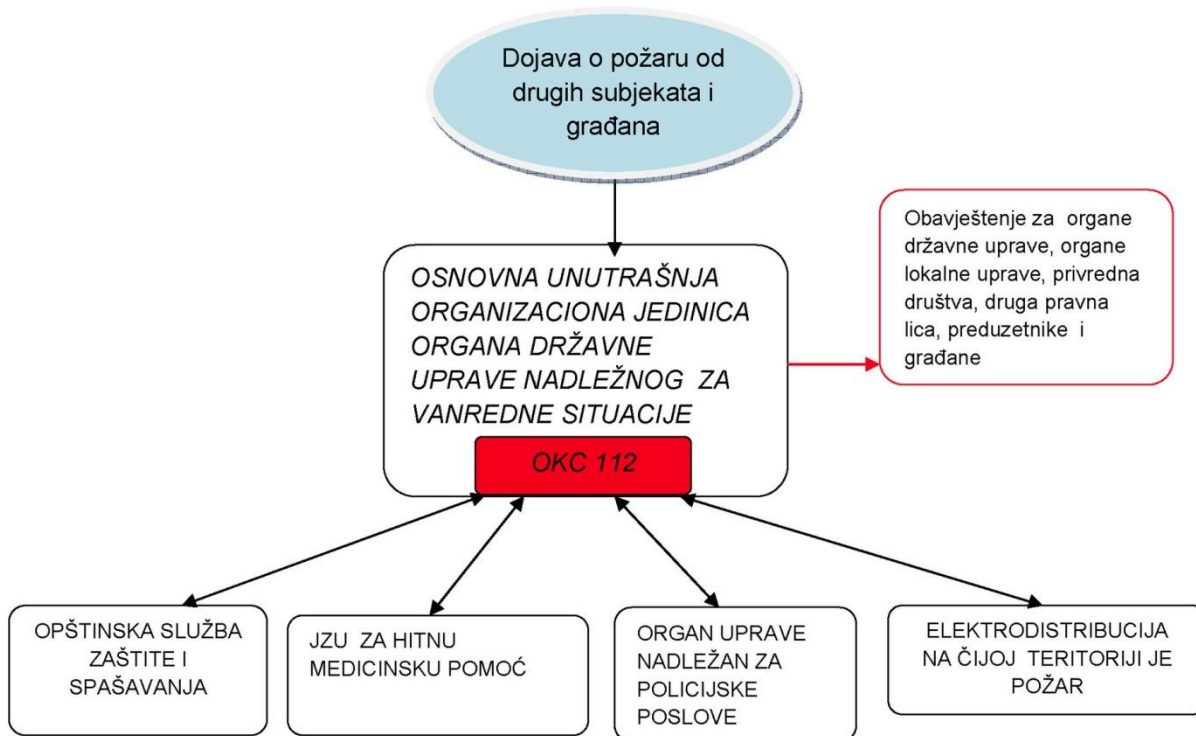 Dojava o požaru od
drugih subjekata i
građana
Obavještenje za organe
državne uprave, organe
lokalne uprave, privredna
društva, druga pravna
lica, preduzetnike i
građane
OSNOVNA UNUTRAŠNJA
ORGANIZACIONA JEDINICA
ORGANA DRŽAVNE
UPRAVE NADLEŽNOG ZA
VANREDNE SITUACIJE
OKC 112
OPŠTINSKA SLUŽBA
ZAŠTITE I
SPAŠAVANJA
JZU ZA HITNU
MEDICINSKU POMOĆ
ORGAN UPRAVE
NADLEŽAN ZA
POLICIJSKE
POSLOVE
ELEKTRODISTRIBUCIJA
NA ČIJOJ TERITORIJI JE
POŽAR